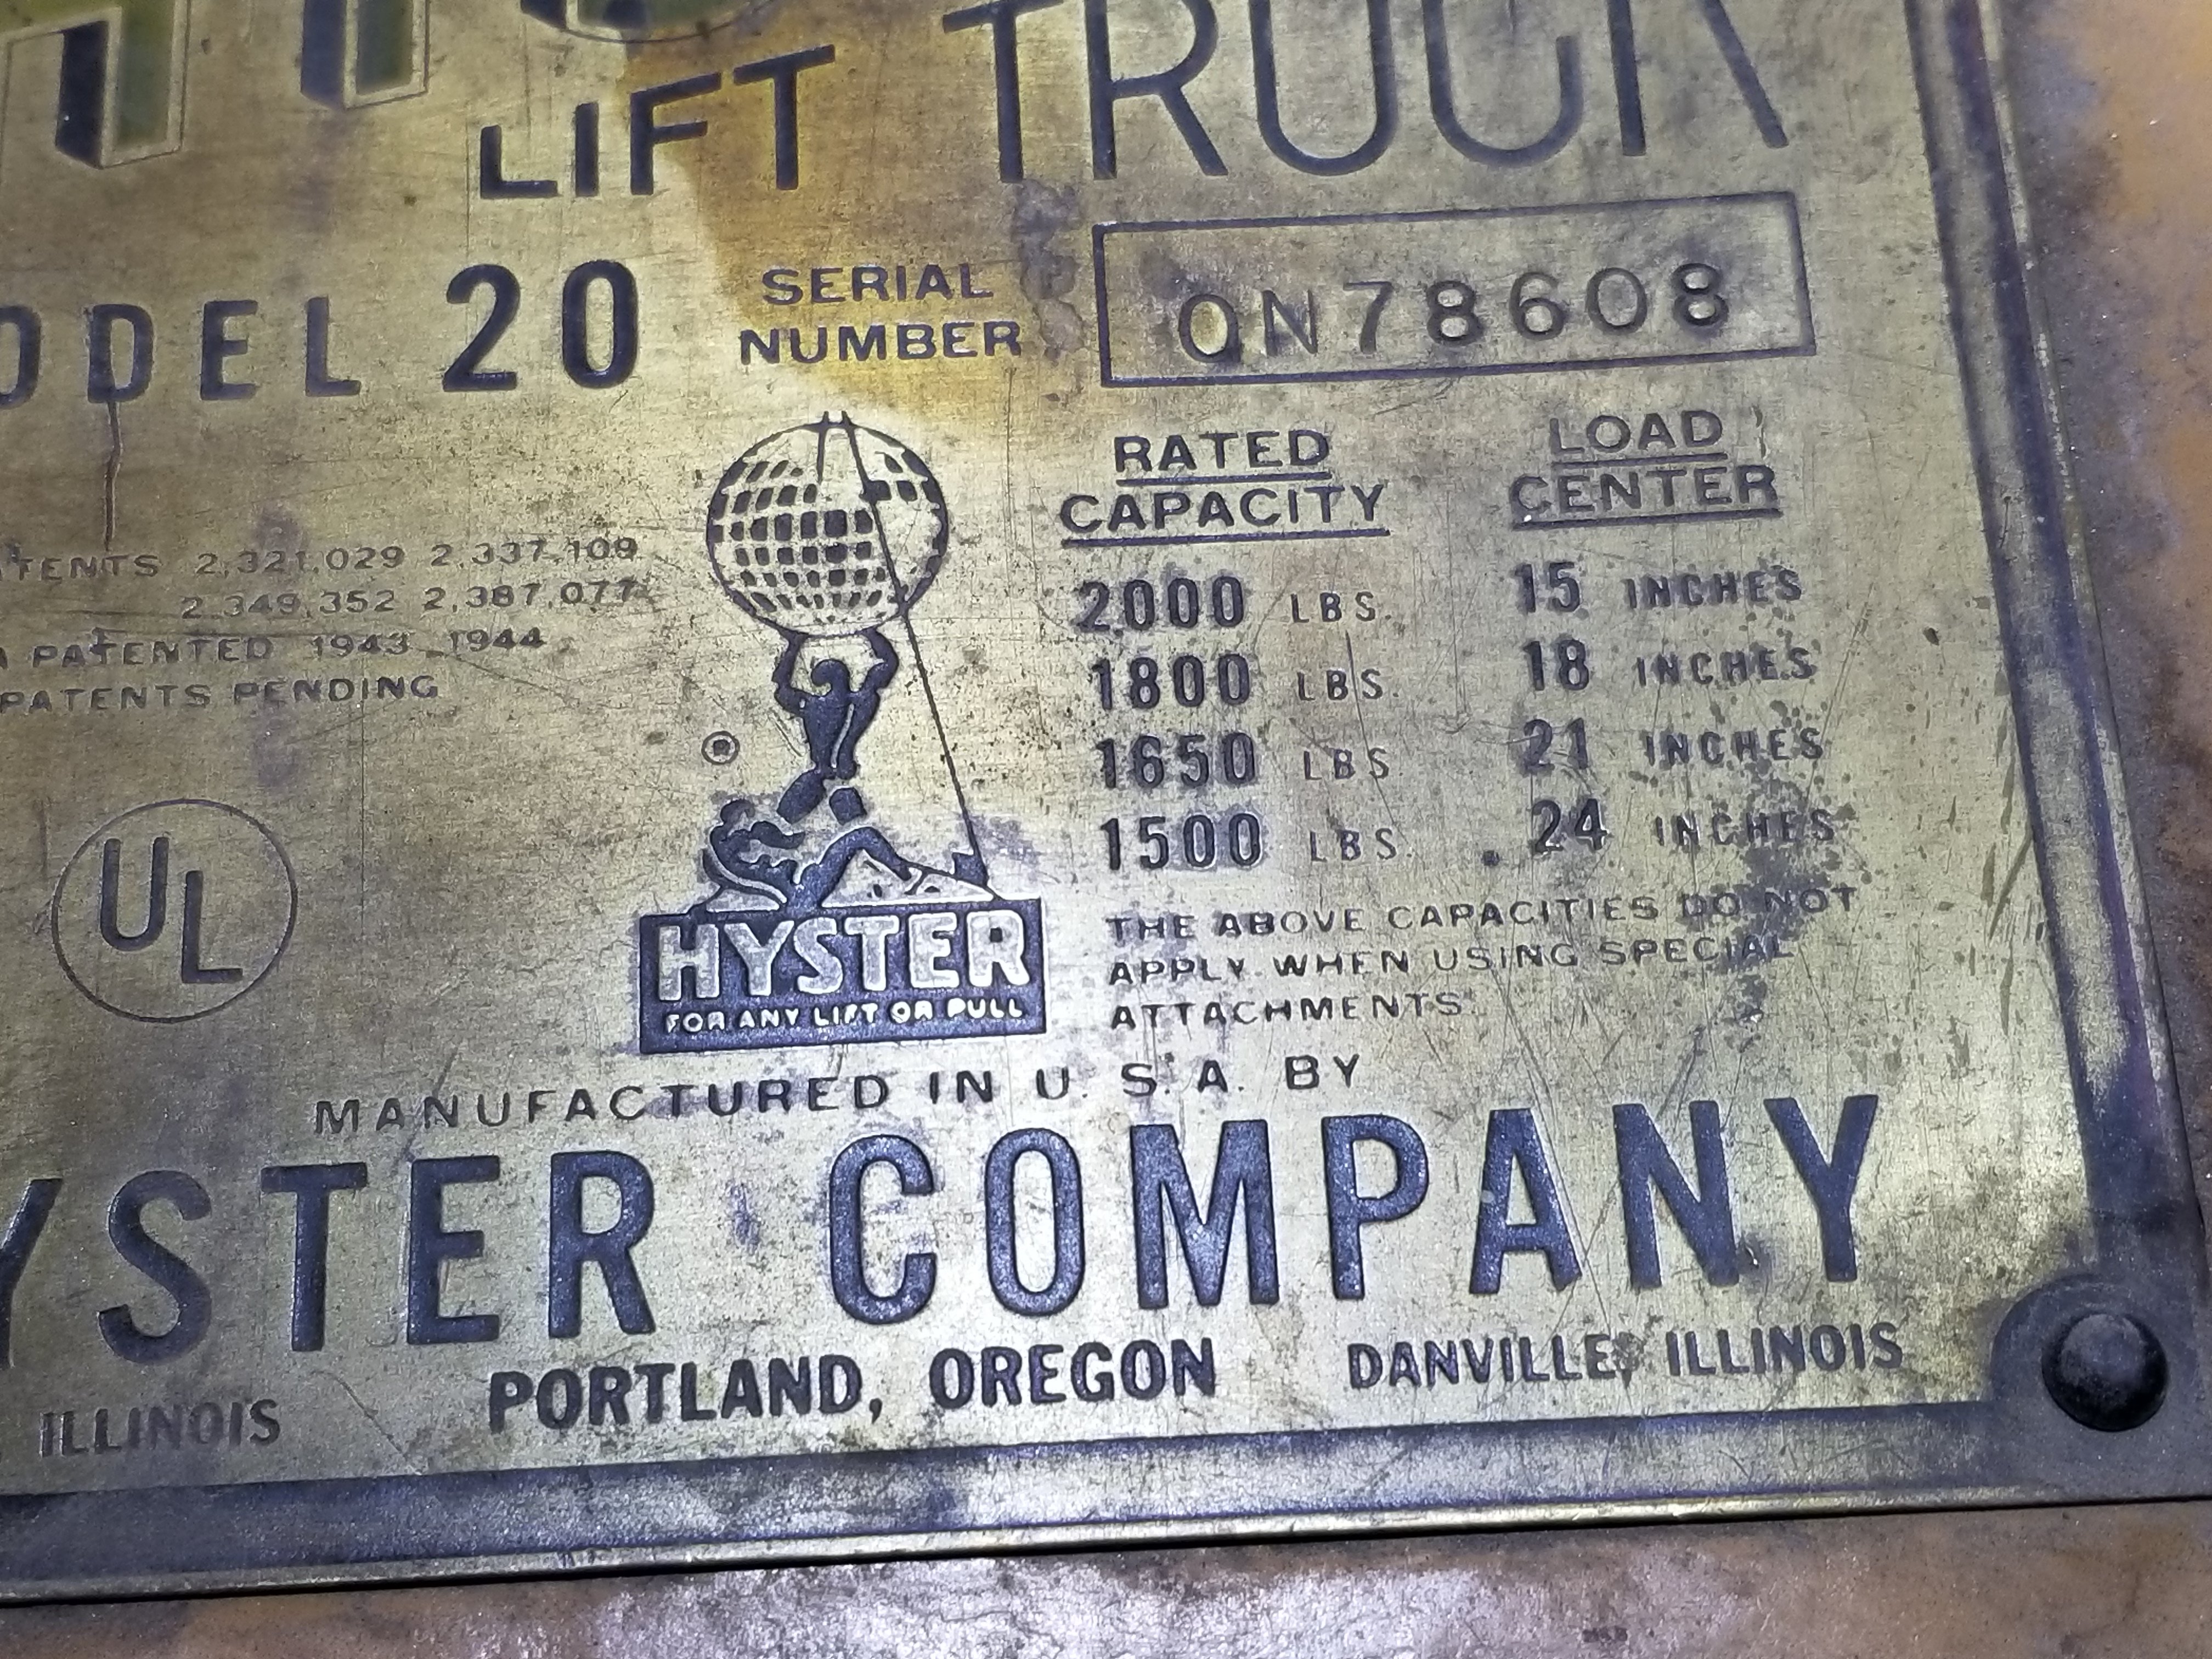 LIFT TRUCK
MODEL 20
SERIAL
NUMBER
QN78608
PATENTS 2,321,029 2,337,109
2,349,352 2,387,077
PATENTED 1943 1944
PATENTS PENDING
RATED
CAPACITY
LOAD
CENTER
2000 LBS. 15 INCHES
1800 LBS. 18 INCHES
1650 LBS 21 INCHES
1500 LBS. 24 INCHES
THE ABOVE CAPACITIES DO NOT
APPLY WHEN USING SPECIAL
ATTACHMENTS
UL
®
HYSTER
FOR ANY LIFT OR PULL
MANUFACTURED IN U.S.A. BY
HYSTER COMPANY
ILLINOIS PORTLAND, OREGON DANVILLE, ILLINOIS